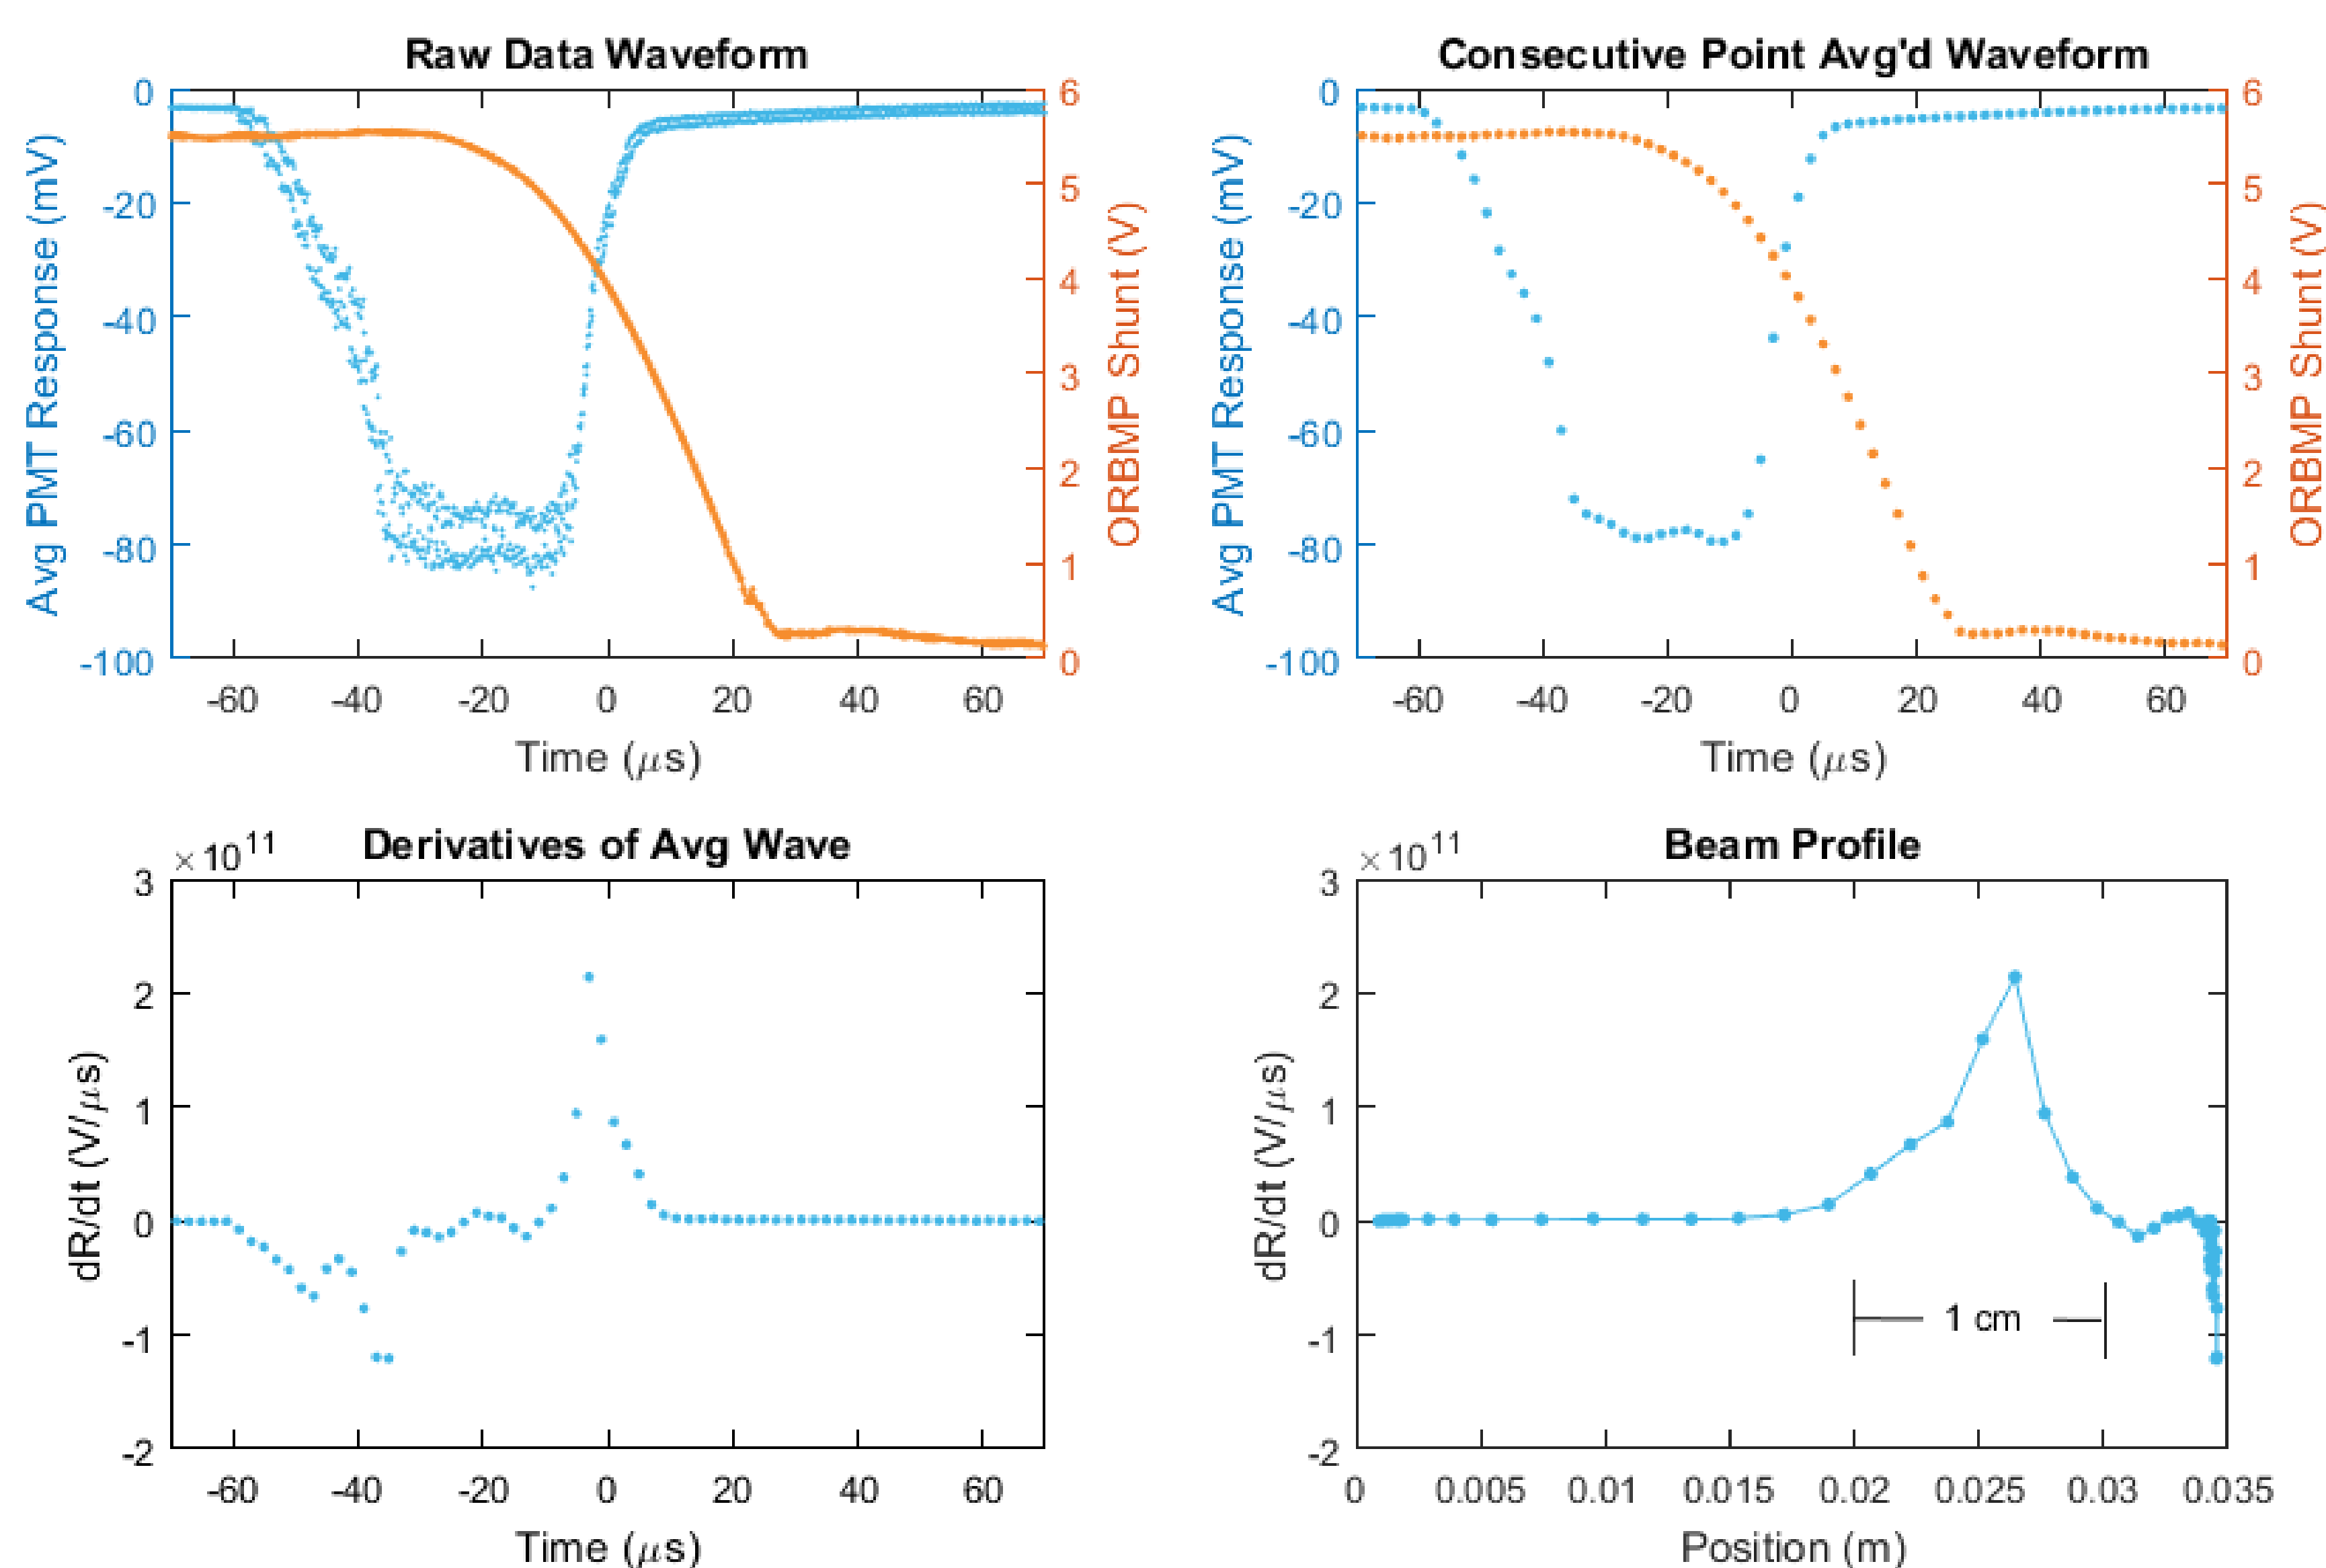 Raw Data Waveform
Avg PMT Response (mV)
0
-20
-40
-60
-80
-100
6
5
4
3
2
1
0
ORBMP Shunt (V)
-60 -40 -20 0 20 40 60
Time (μs)
Consecutive Point Avg'd Waveform
Avg PMT Response (mV)
0
-20
-40
-60
-80
-100
6
5
4
3
2
1
0
ORBMP Shunt (V)
-60 -40 -20 0 20 40 60
Time (μs)
×10^11
Derivatives of Avg Wave
dR/dt (V/μs)
3
2
1
0
-1
-2
-60 -40 -20 0 20 40 60
Time (μs)
×10^11
Beam Profile
dR/dt (V/μs)
3
2
1
0
-1
-2
1 cm
0 0.005 0.01 0.015 0.02 0.025 0.03 0.035
Position (m)